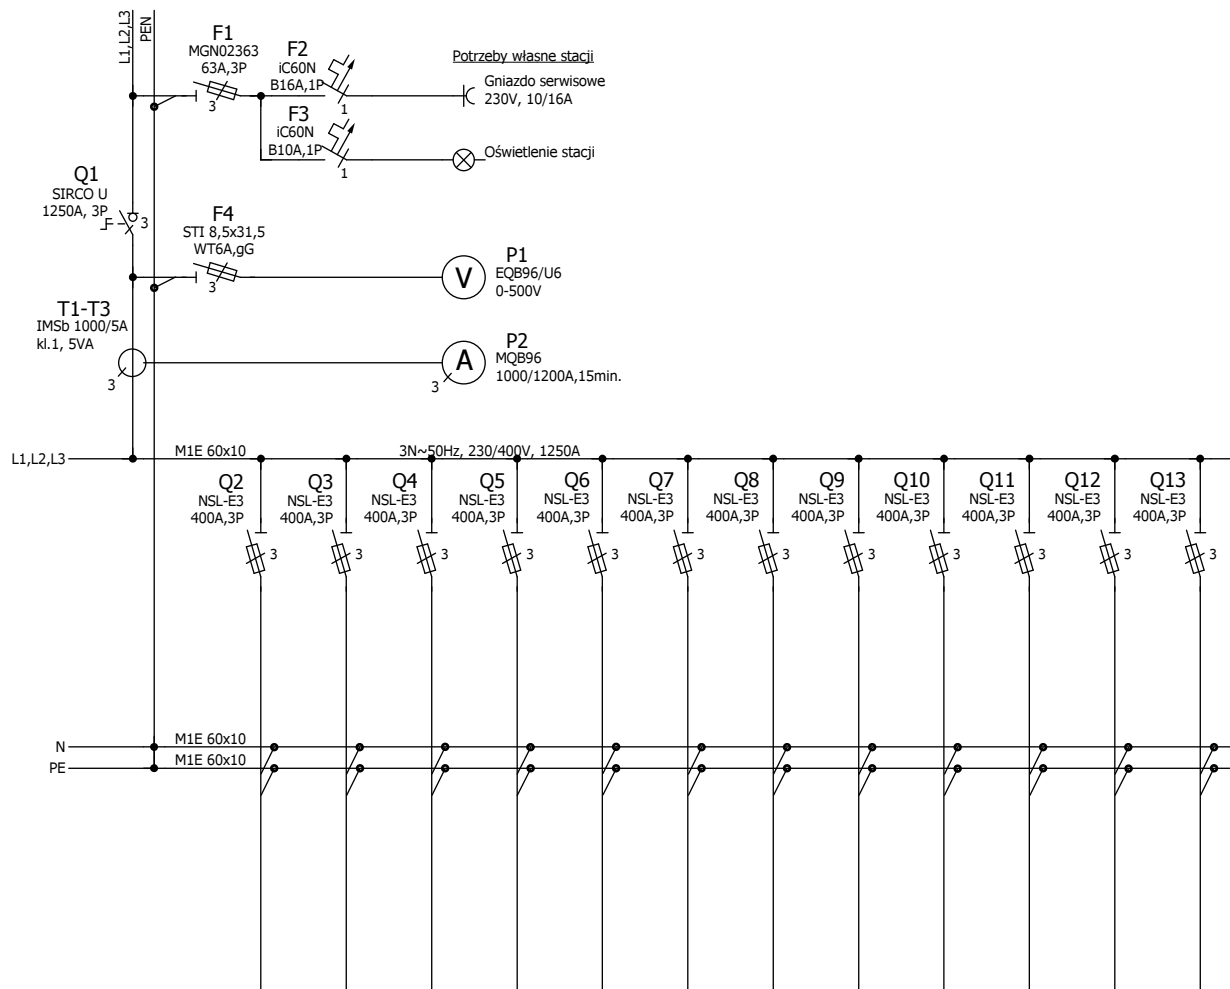 L1,L2,L3
PEN
F1
MGN02363
63A,3P
3
F2
iC60N
B16A,1P
1
Potrzeby własne stacji
Gniazdo serwisowe
230V, 10/16A
F3
iC60N
B10A,1P
1
Oświetlenie stacji
Q1
SIRCO U
1250A, 3P
3
F4
STI 8,5x31,5
WT6A,gG
3
V
P1
EQB96/U6
0-500V
T1-T3
IMSb 1000/5A
kl.1, 5VA
3
A
3
P2
MQB96
1000/1200A,15min.
L1,L2,L3
M1E 60x10
3N~50Hz, 230/400V, 1250A
Q2
NSL-E3
400A,3P
3
Q3
NSL-E3
400A,3P
3
Q4
NSL-E3
400A,3P
3
Q5
NSL-E3
400A,3P
3
Q6
NSL-E3
400A,3P
3
Q7
NSL-E3
400A,3P
3
Q8
NSL-E3
400A,3P
3
Q9
NSL-E3
400A,3P
3
Q10
NSL-E3
400A,3P
3
Q11
NSL-E3
400A,3P
3
Q12
NSL-E3
400A,3P
3
Q13
NSL-E3
400A,3P
3
N
M1E 60x10
PE
M1E 60x10